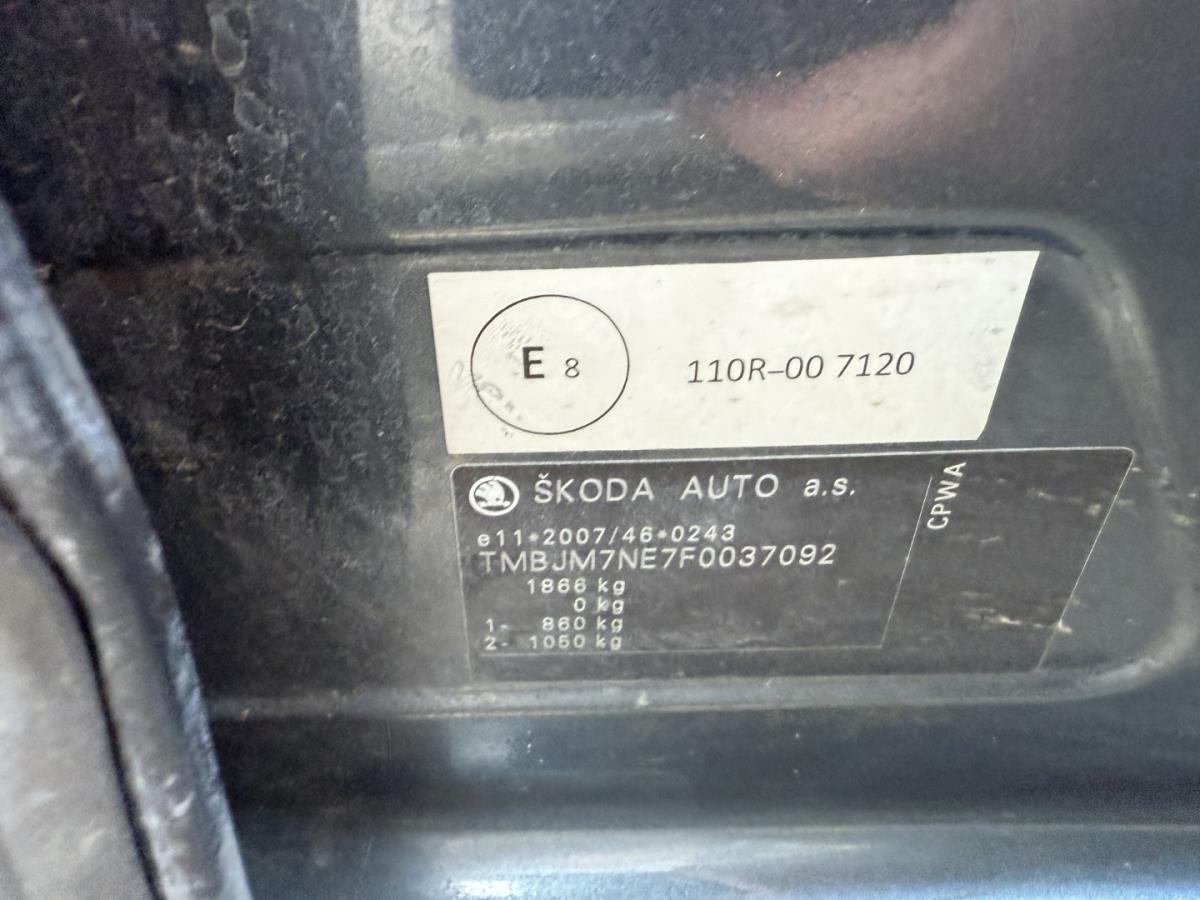 E 8
110R-00 7120
ŠKODA AUTO a.s.
e11*2007/46*0243
TMBJM7NE7F0037092
1866 kg
0 kg
1- 860 kg
2- 1050 kg
CPWA